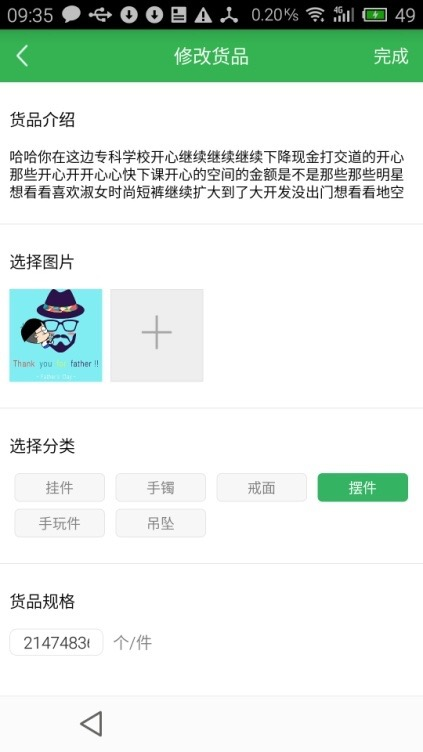 09:35 0.20 K/s 4G 49
修改货品 完成
货品介绍
哈哈你在这边专科学校开心继续继续继续下降现金打交道的开心
那些开心开开心心快下课开心的空间的金额是不是那些那些明星
想看看喜欢淑女时尚短裤继续扩大到了大开发没出门想看看地空
选择图片
Thank you for father !!
选择分类
挂件 手镯 戒面 摆件
手玩件 吊坠
货品规格
2147483 个/件